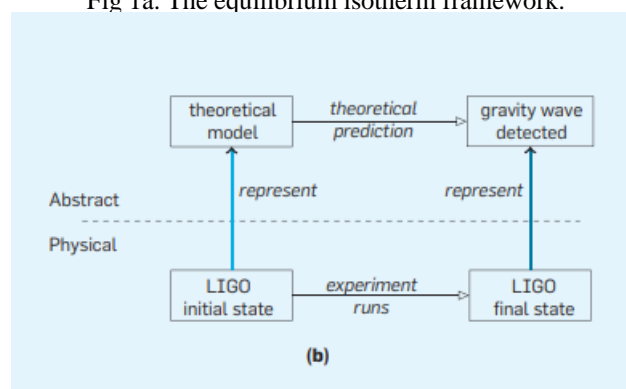 Fig 1a. The equilibrium isotherm framework.
theoretical model
theoretical prediction
gravity wave detected
represent
represent
Abstract
Physical
LIGO initial state
experiment runs
LIGO final state
(b)